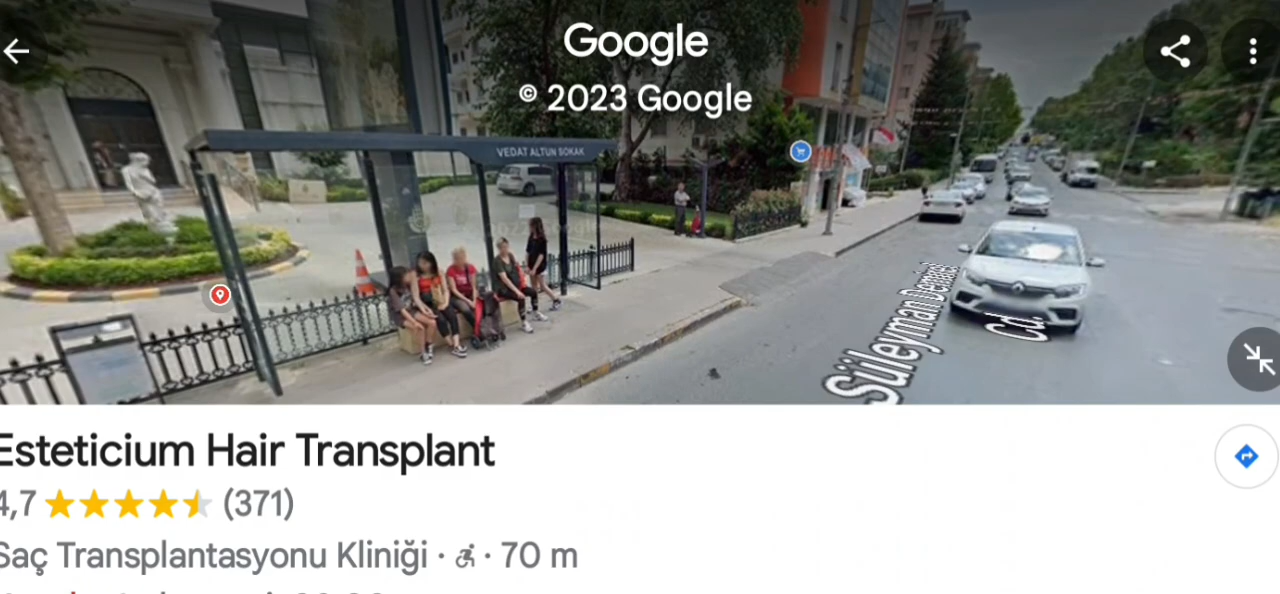 Google
© 2023 Google
VEDAT ALTUN SOKAK
Süleyman Demirel
Cd.
Esteticium Hair Transplant
4,7 (371)
Saç Transplantasyonu Kliniği · 70 m